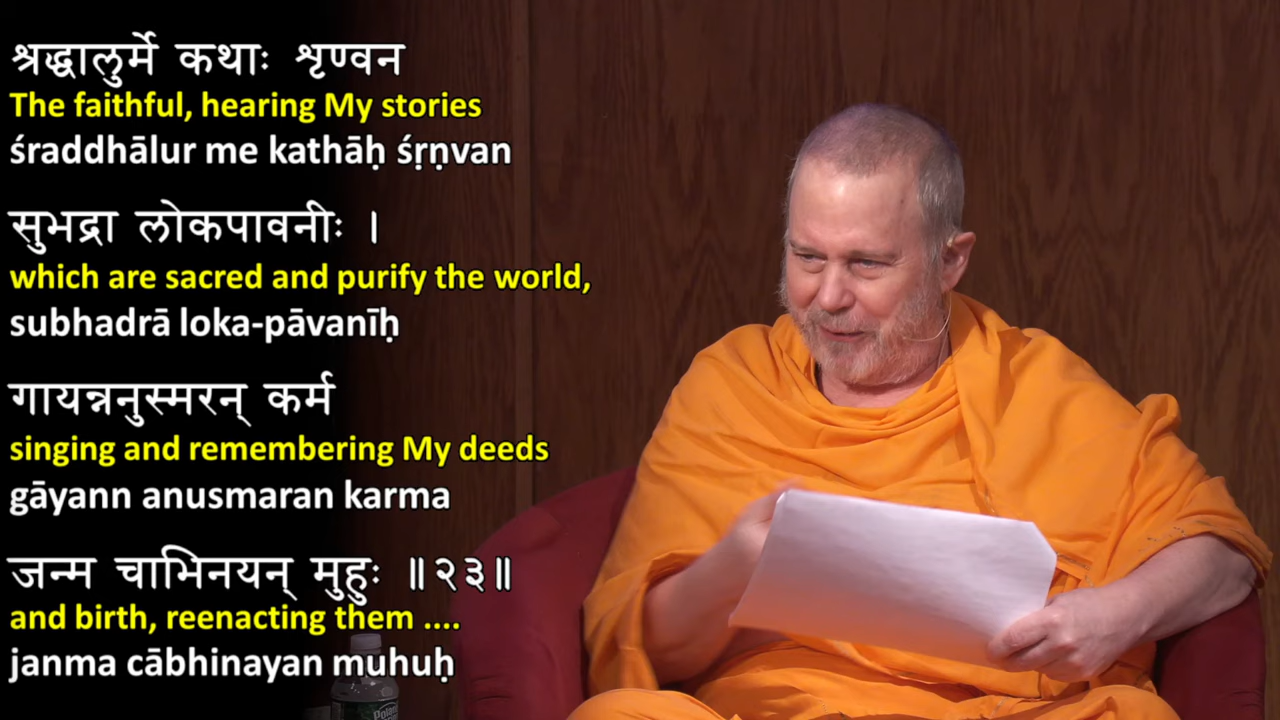 श्रद्धालुर्मे कथाः शृण्वन
The faithful, hearing My stories
śraddhālur me kathāḥ śṛṇvan
सुभद्रा लोकपावनीः ।
which are sacred and purify the world,
subhadrā loka-pāvanīḥ
गायन्ननुस्मरन् कर्म
singing and remembering My deeds
gāyann anusmaran karma
जन्म चाभिनयन् मुहुः ॥२३॥
and birth, reenacting them ....
janma cābhinayan muhuḥ